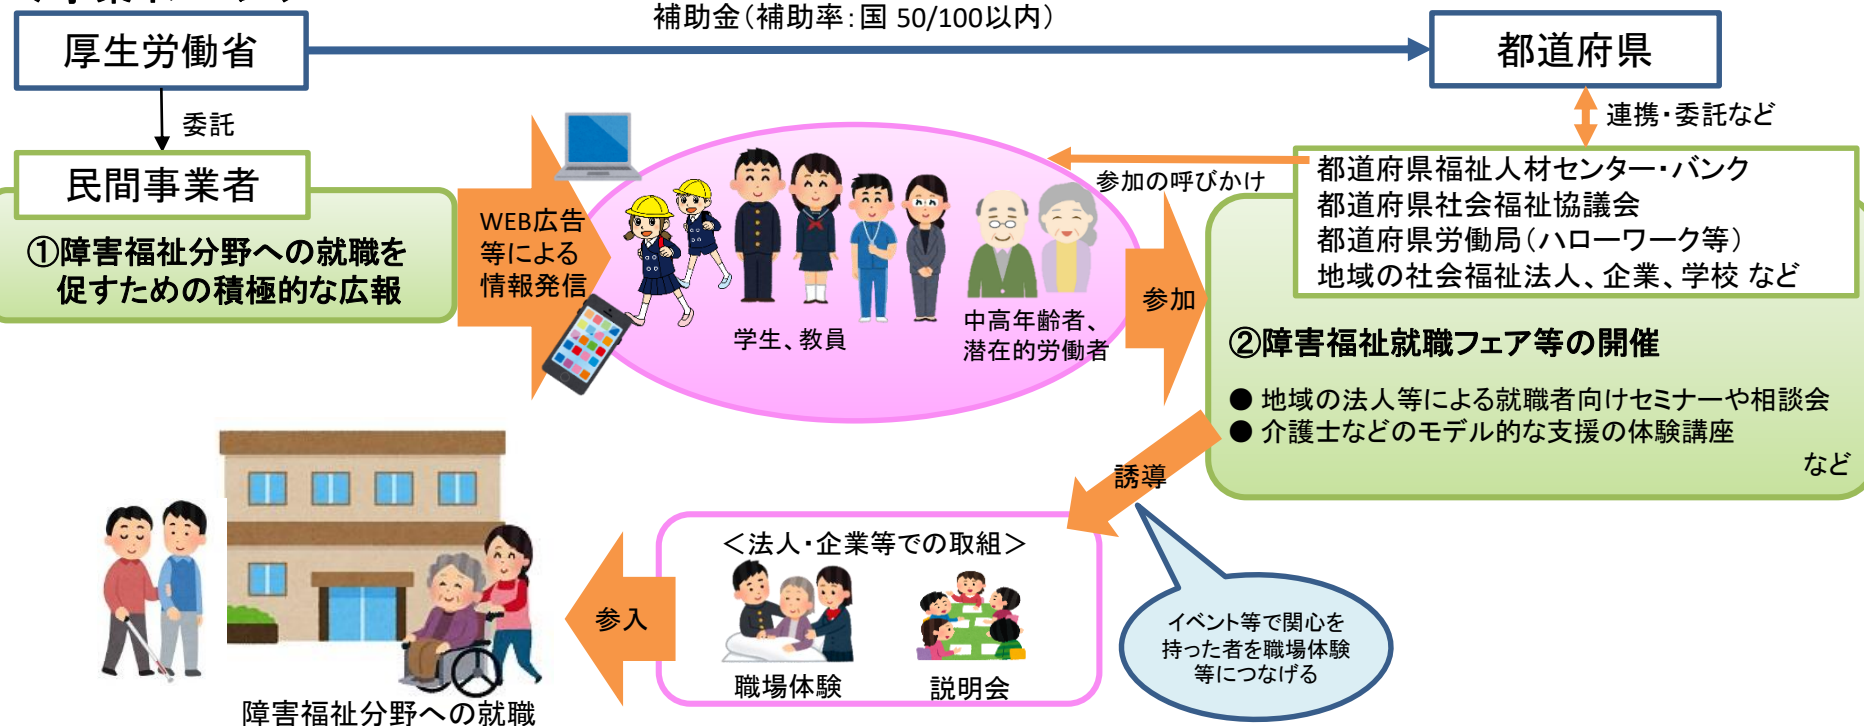 補助金（補助率：国 50/100以内）
厚生労働省
都道府県
委託
連携・委託など
民間事業者
①障害福祉分野への就職を
促すための積極的な広報
WEB広告
等による
情報発信
学生、教員
中高年齢者、
潜在的労働者
参加の呼びかけ
参加
都道府県福祉人材センター・バンク
都道府県社会福祉協議会
都道府県労働局（ハローワーク等）
地域の社会福祉法人、企業、学校 など
②障害福祉就職フェア等の開催
● 地域の法人等による就職者向けセミナーや相談会
● 介護士などのモデル的な支援の体験講座
など
誘導
イベント等で関心を
持った者を職場体験
等につなげる
＜法人・企業等での取組＞
職場体験
説明会
参入
障害福祉分野への就職